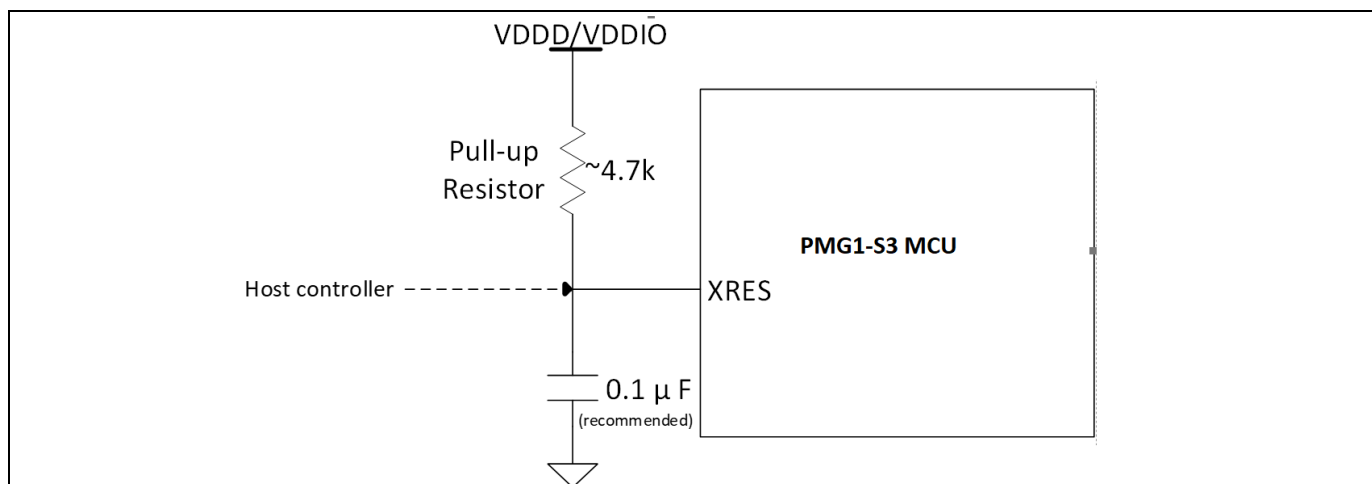 VDDD/VDDIO
Pull-up
Resistor
~4.7k
PMG1-S3 MCU
Host controller
XRES
0.1 µ F
(recommended)